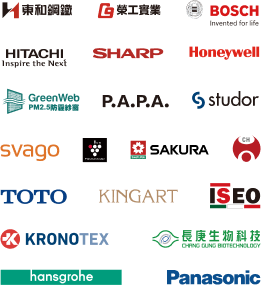 東和鋼鐵
榮工實業
BOSCH
Invented for life
HITACHI
Inspire the Next
SHARP
Honeywell
GreenWeb
PM2.5防霾紗窗
P.A.P.A.
studor
svago
SAKURA
CH
TOTO
KINGART
ISEO
KRONOTEX
長庚生物科技
CHANG GUNG BIOTECHNOLOGY
hansgrohe
Panasonic